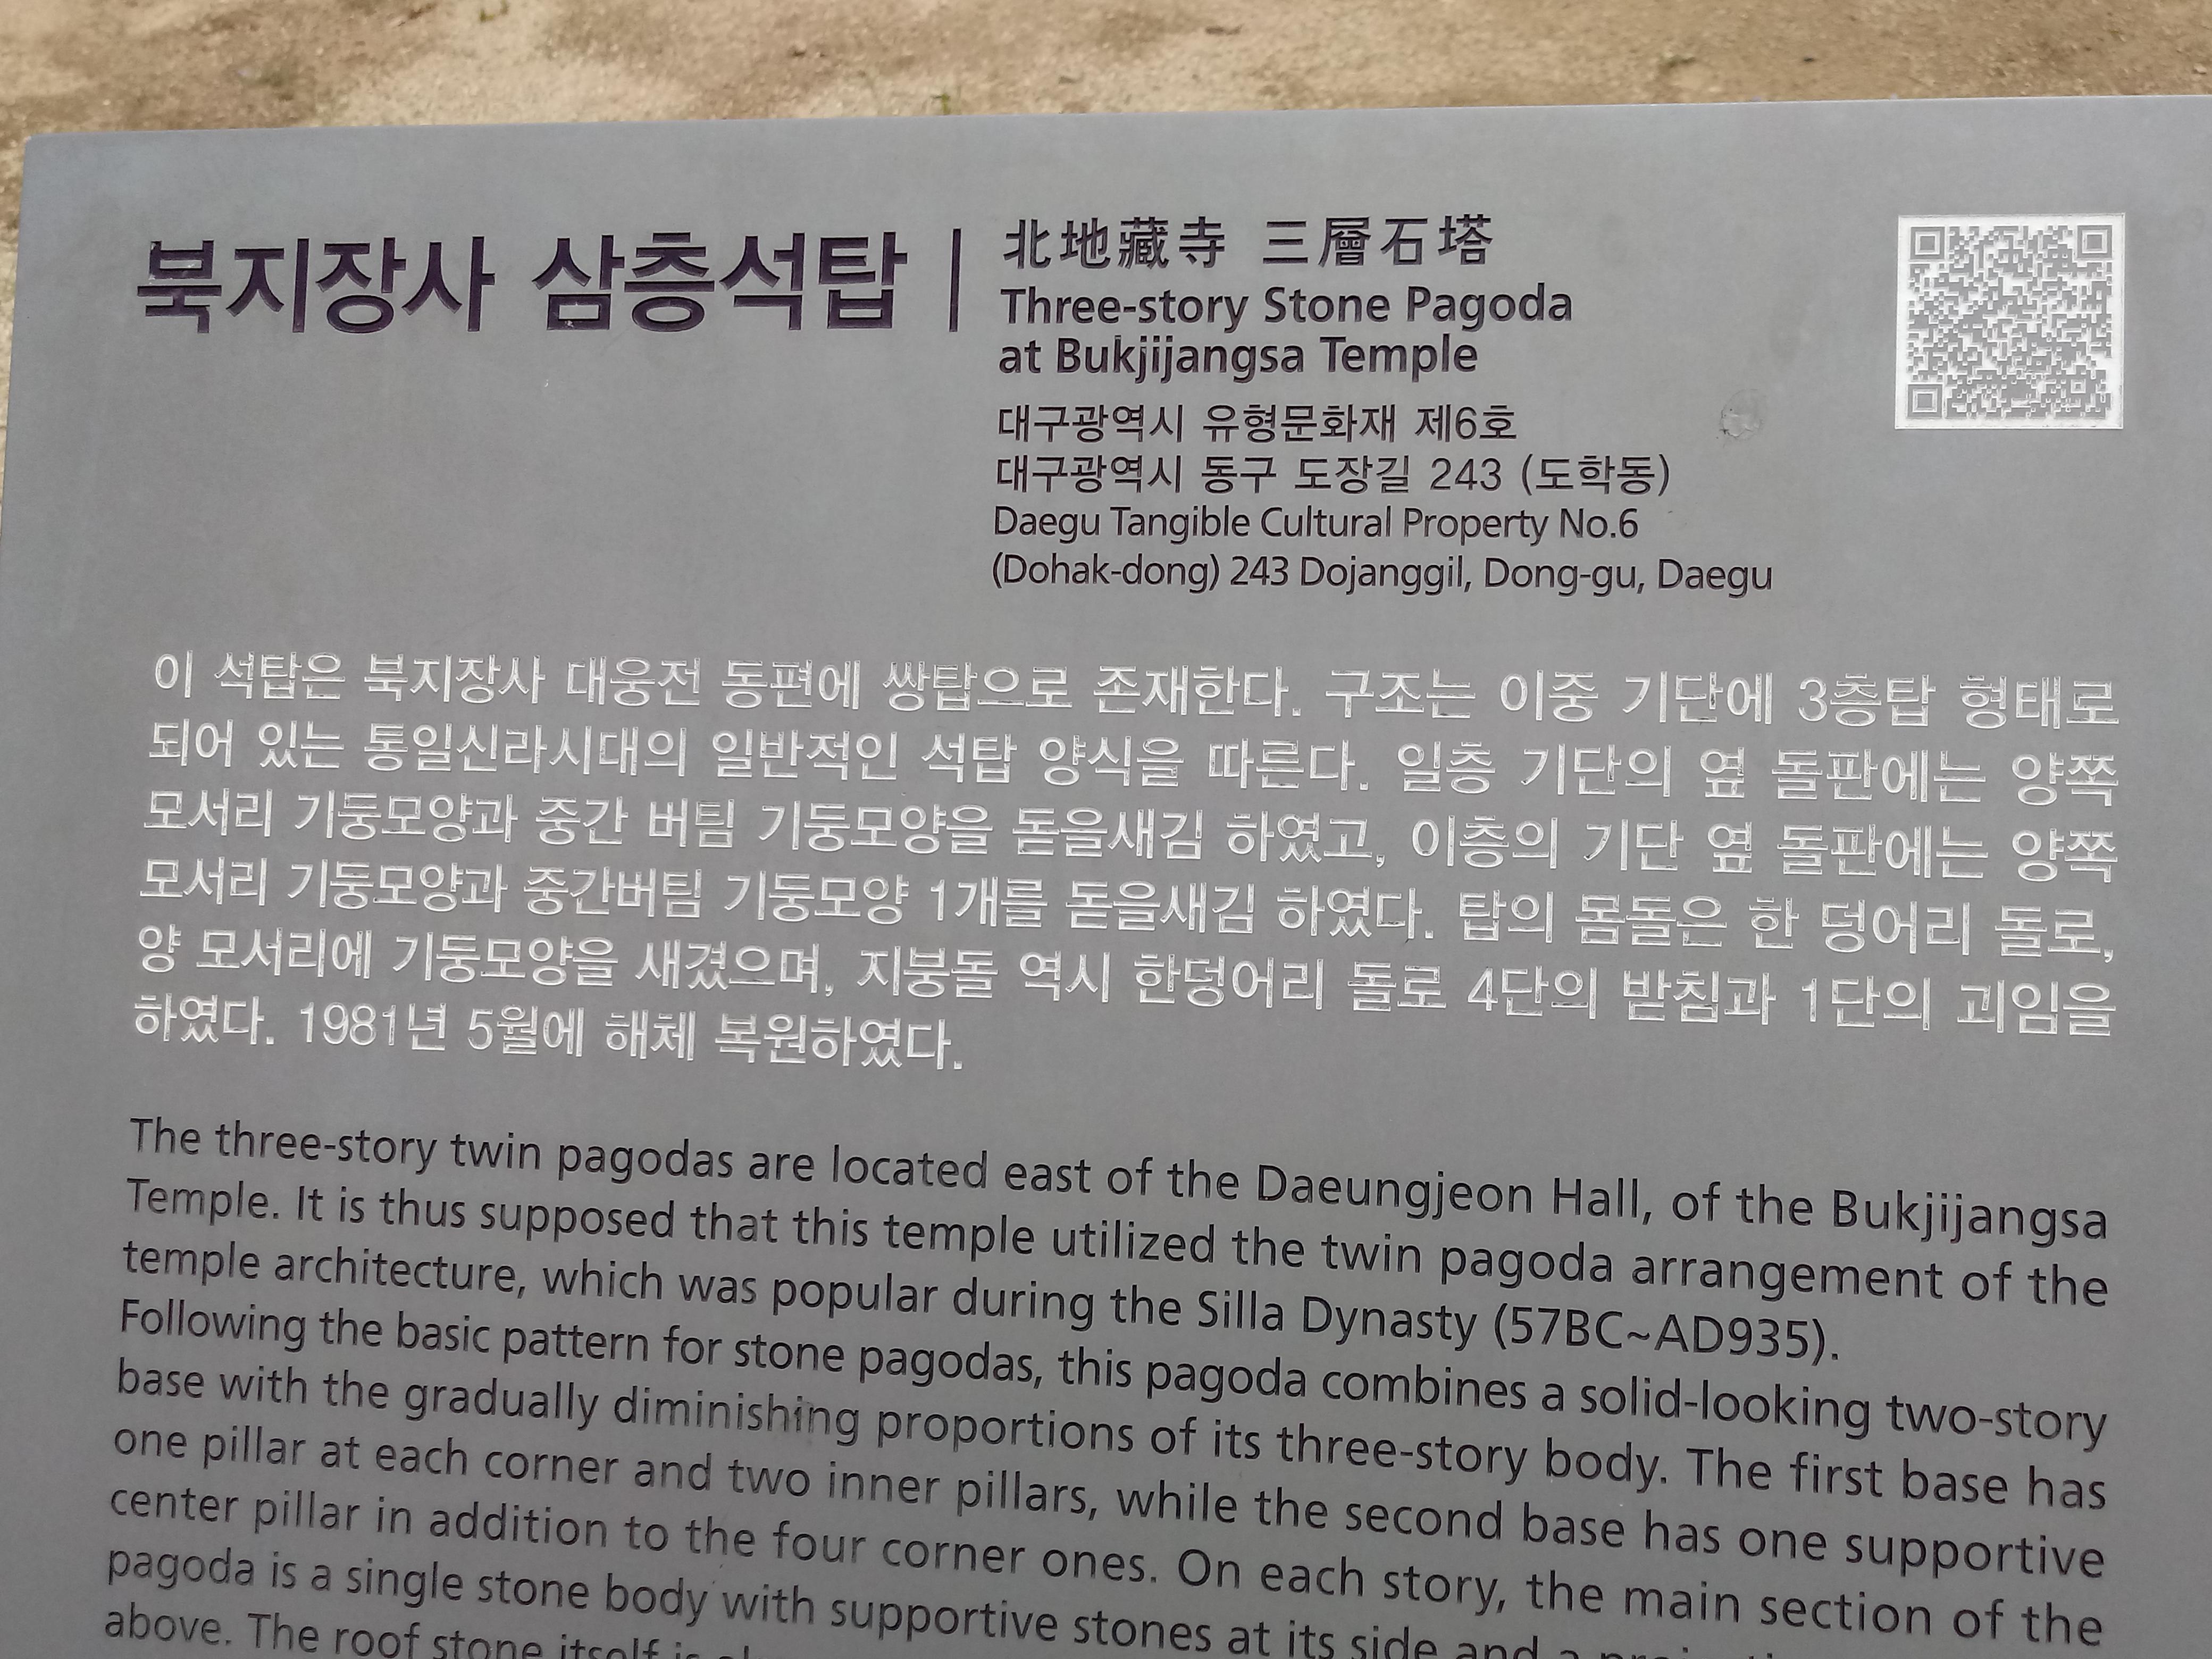 북지장사 삼층석탑
北地藏寺 三層石塔
Three-story Stone Pagoda
at Bukjijangsa Temple
대구광역시 유형문화재 제6호
대구광역시 동구 도장길 243 (도학동)
Daegu Tangible Cultural Property No.6
(Dohak-dong) 243 Dojanggil, Dong-gu, Daegu
이 석탑은 북지장사 대웅전 동편에 쌍탑으로 존재한다. 구조는 이중 기단에 3층탑 형태로
되어 있는 통일신라시대의 일반적인 석탑 양식을 따른다. 일층 기단의 옆 돌판에는 양쪽
모서리 기둥모양과 중간 버팀 기둥모양을 돋을새김 하였고, 이층의 기단 옆 돌판에는 양쪽
모서리 기둥모양과 중간버팀 기둥모양 1개를 돋을새김 하였다. 탑의 몸돌은 한 덩어리 돌로,
양 모서리에 기둥모양을 새겼으며, 지붕돌 역시 한덩어리 돌로 4단의 받침과 1단의 괴임을
하였다. 1981년 5월에 해체 복원하였다.
The three-story twin pagodas are located east of the Daeungjeon Hall, of the Bukjijangsa
Temple. It is thus supposed that this temple utilized the twin pagoda arrangement of the
temple architecture, which was popular during the Silla Dynasty (57BC~AD935).
Following the basic pattern for stone pagodas, this pagoda combines a solid-looking two-story
base with the gradually diminishing proportions of its three-story body. The first base has
one pillar at each corner and two inner pillars, while the second base has one supportive
center pillar in addition to the four corner ones. On each story, the main section of the
pagoda is a single stone body with supportive stones at its side and a
above. The roof stone itself is